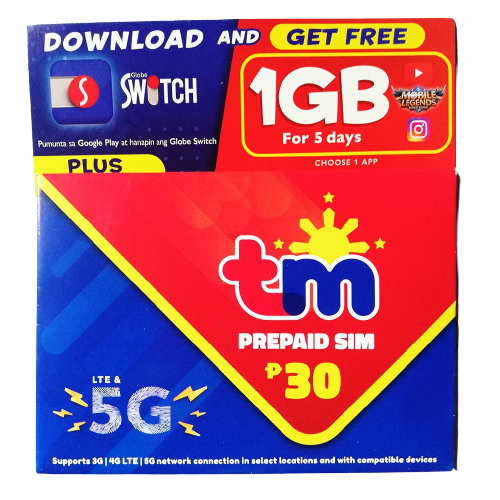 DOWNLOAD AND GET FREE
Globe
SWITCH
1GB
For 5 days
MOBILE
LEGENDS
Pumunta sa Google Play at hanapin ang Globe Switch
CHOOSE 1 APP
PLUS
tm
PREPAID SIM
₱30
LTE &
5G
Supports 3G | 4G LTE | 5G network connection in select locations and with compatible devices